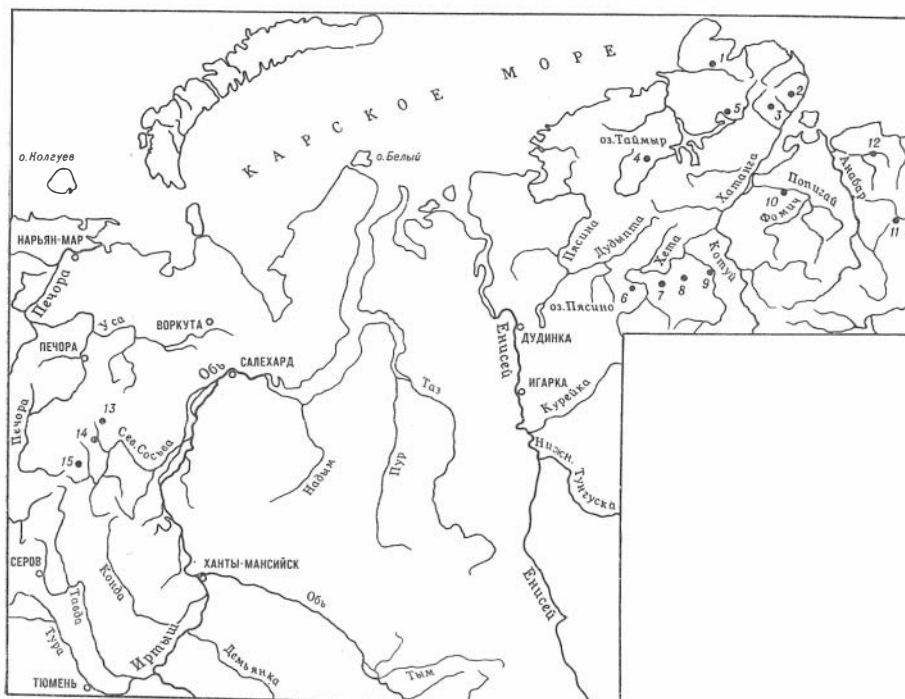 КАРСКОЕ МОРЕ
о. Колгуев
о. Белый
оз. Таймыр
1
2
3
4
5
12
Анабар
Попигай
10
Фомич
11
Хатанга
Пясина
Дудыпта
Хета
Котуй
6
7
8
9
оз. Пясино
НАРЬЯН-МАР
Печора
Уса
ВОРКУТА
ПЕЧОРА
Обь
САЛЕХАРД
Енисей
ДУДИНКА
ИГАРКА
Курейка
Таз
Печора
13
14
15
Сев. Сосьва
Надым
Пур
Нижн. Тунгуска
СЕРОВ
Конда
Тавда
Тура
ХАНТЫ-МАНСИЙСК
Обь
Енисей
Иртыш
Демьянка
Тым
ТЮМЕНЬ